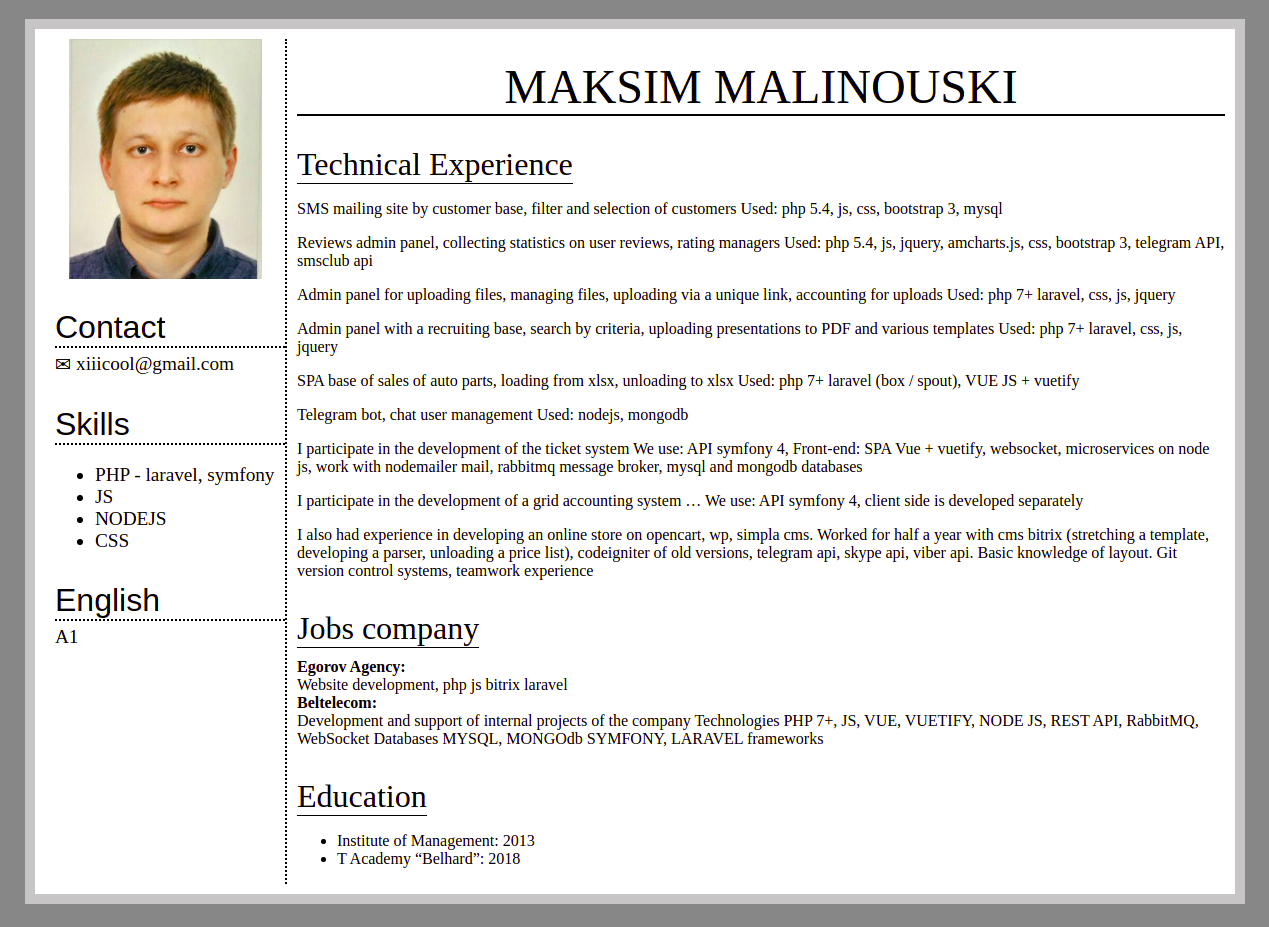 MAKSIM MALINOUSKI
Contact
✉ xiiicool@gmail.com
Skills
PHP - laravel, symfony
JS
NODEJS
CSS
English
A1
Technical Experience
SMS mailing site by customer base, filter and selection of customers Used: php 5.4, js, css, bootstrap 3, mysql
Reviews admin panel, collecting statistics on user reviews, rating managers Used: php 5.4, js, jquery, amcharts.js, css, bootstrap 3, telegram API,
smsclub api
Admin panel for uploading files, managing files, uploading via a unique link, accounting for uploads Used: php 7+ laravel, css, js, jquery
Admin panel with a recruiting base, search by criteria, uploading presentations to PDF and various templates Used: php 7+ laravel, css, js,
jquery
SPA base of sales of auto parts, loading from xlsx, unloading to xlsx Used: php 7+ laravel (box / spout), VUE JS + vuetify
Telegram bot, chat user management Used: nodejs, mongodb
I participate in the development of the ticket system We use: API symfony 4, Front-end: SPA Vue + vuetify, websocket, microservices on node
js, work with nodemailer mail, rabbitmq message broker, mysql and mongodb databases
I participate in the development of a grid accounting system … We use: API symfony 4, client side is developed separately
I also had experience in developing an online store on opencart, wp, simpla cms. Worked for half a year with cms bitrix (stretching a template,
developing a parser, unloading a price list), codeigniter of old versions, telegram api, skype api, viber api. Basic knowledge of layout. Git
version control systems, teamwork experience
Jobs company
Egorov Agency:
Website development, php js bitrix laravel
Beltelecom:
Development and support of internal projects of the company Technologies PHP 7+, JS, VUE, VUETIFY, NODE JS, REST API, RabbitMQ,
WebSocket Databases MYSQL, MONGOdb SYMFONY, LARAVEL frameworks
Education
Institute of Management: 2013
T Academy “Belhard”: 2018